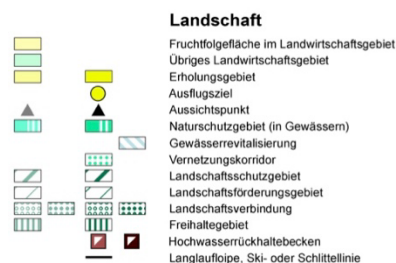 Landschaft
Fruchtfolgefläche im Landwirtschaftsgebiet
Übriges Landwirtschaftsgebiet
Erholungsgebiet
Ausflugsziel
Aussichtspunkt
Naturschutzgebiet (in Gewässern)
Gewässerrevitalisierung
Vernetzungskorridor
Landschaftsschutzgebiet
Landschaftsförderungsgebiet
Landschaftsverbindung
Freihaltegebiet
Hochwasserrückhaltebecken
Langlaufloipe, Ski- oder Schlittellinie